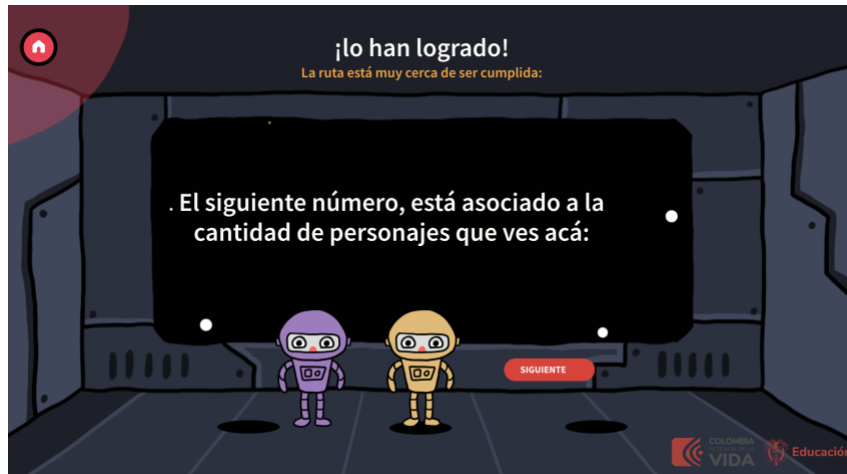 ¡lo han logrado!
La ruta está muy cerca de ser cumplida:
. El siguiente número, está asociado a la
cantidad de personajes que ves acá:
SIGUIENTE
COLOMBIA
VIDA
Educación